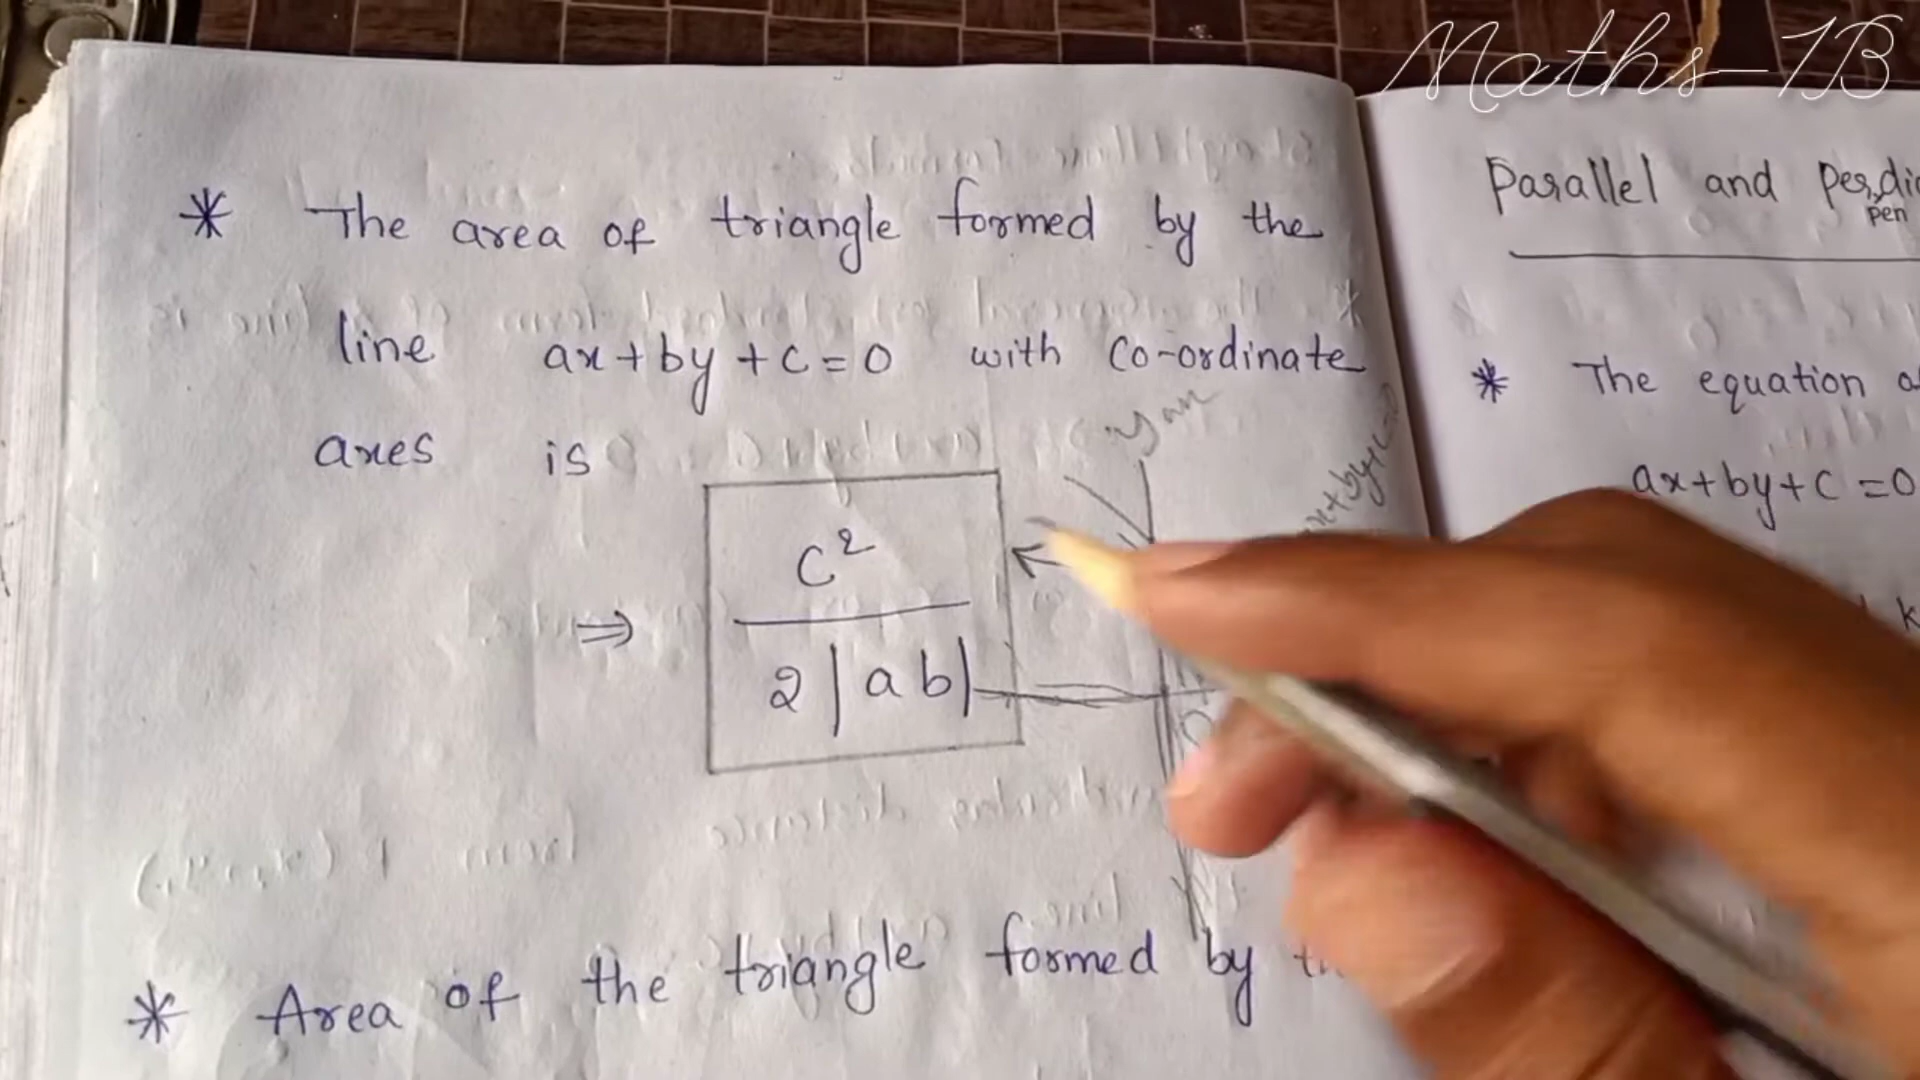 Maths-1B
* The area of triangle formed by the
line ax+by+c=0 with co-ordinate
axes is
⇒ c²
2|ab|
* Area of the triangle formed by
Parallel and
pen
* The equation
ax+by+c=0